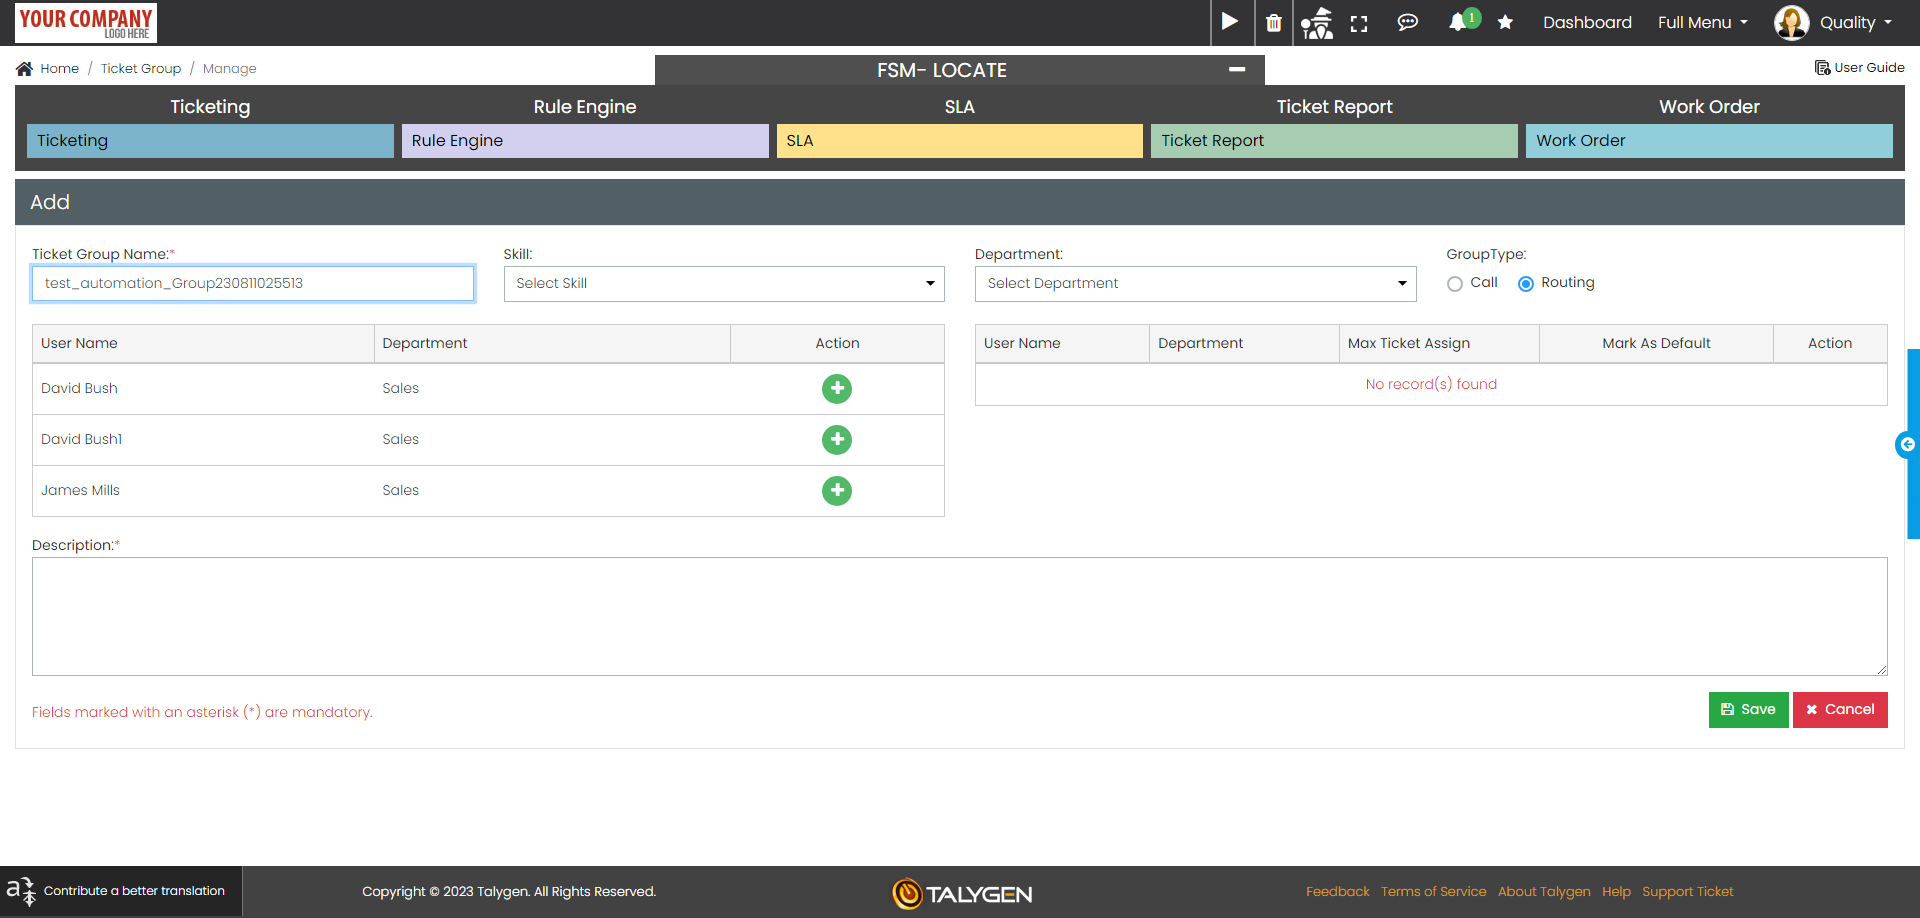 YOUR COMPANY
LOGO HERE
1
Dashboard
Full Menu
Quality
Home / Ticket Group / Manage
FSM- LOCATE
User Guide
Ticketing
Rule Engine
SLA
Ticket Report
Work Order
Ticketing
Rule Engine
SLA
Ticket Report
Work Order
Add
Ticket Group Name:*
Skill:
Department:
GroupType:
test_automation_Group230811025513
Select Skill
Select Department
Call
Routing
User Name
Department
Action
User Name
Department
Max Ticket Assign
Mark As Default
Action
David Bush
Sales
No record(s) found
David Bush1
Sales
James Mills
Sales
Description:*
Fields marked with an asterisk (*) are mandatory.
Save
Cancel
Contribute a better translation
Copyright © 2023 Talygen. All Rights Reserved.
TALYGEN
Feedback
Terms of Service
About Talygen
Help
Support Ticket